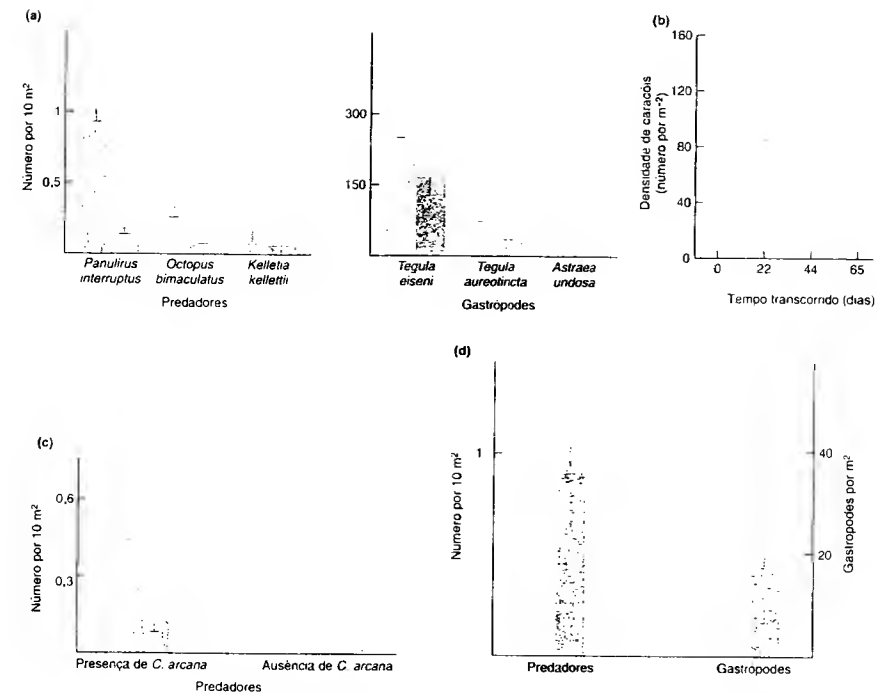 (a)
Número por 10 m²
1
0,5
Panulirus interruptus
Octopus bimaculatus
Kelletia kellettii
Predadores
300
150
Tegula eiseni
Tegula aureotincta
Astraea undosa
Gastrópodes
(b)
Densidade de caracóis
(número por m⁻²)
160
120
80
40
0
0 22 44 65
Tempo transcorrido (dias)
(c)
Número por 10 m²
0,6
0,3
Presença de C. arcana
Ausência de C. arcana
Predadores
(d)
Número por 10 m²
1
40
20
Gastrópodes por m²
Predadores
Gastrópodes